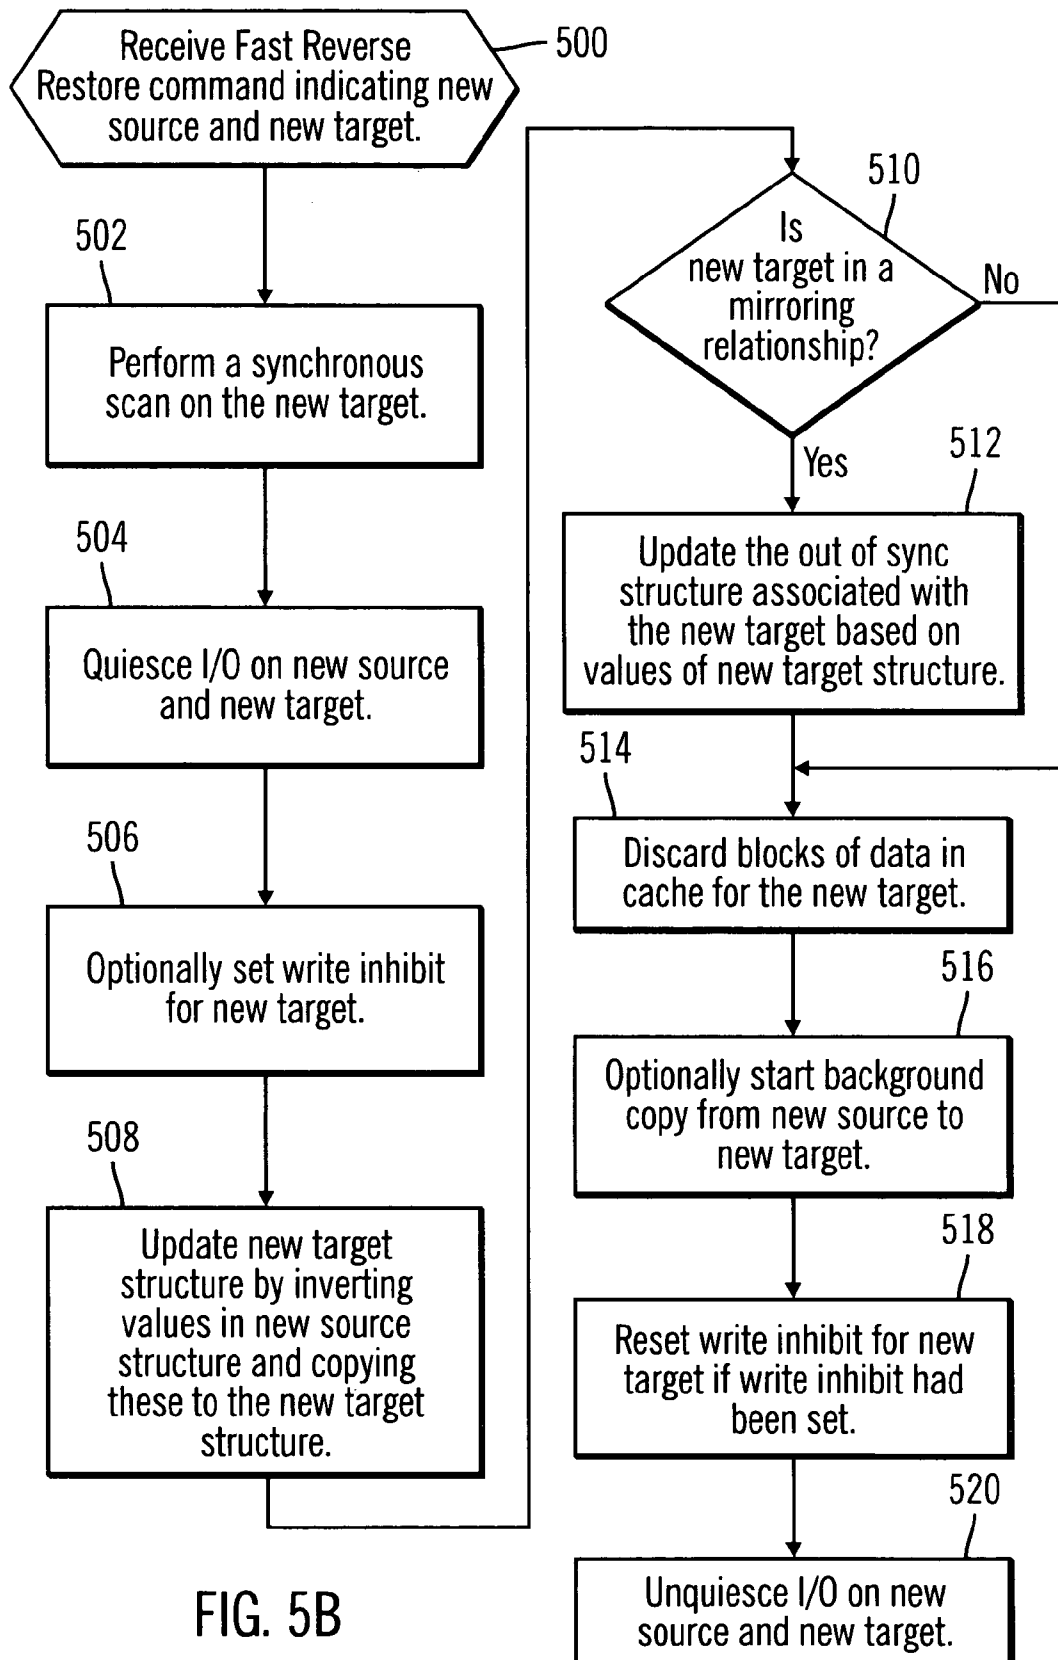 Receive Fast Reverse
Restore command indicating new
source and new target.
500
502
Perform a synchronous
scan on the new target.
504
Quiesce I/O on new source
and new target.
506
Optionally set write inhibit
for new target.
508
Update new target
structure by inverting
values in new source
structure and copying
these to the new target
structure.
510
Is
new target in a
mirroring
relationship?
No
Yes
512
Update the out of sync
structure associated with
the new target based on
values of new target structure.
514
Discard blocks of data in
cache for the new target.
516
Optionally start background
copy from new source to
new target.
518
Reset write inhibit for new
target if write inhibit had
been set.
520
Unquiesce I/O on new
source and new target.
FIG. 5B